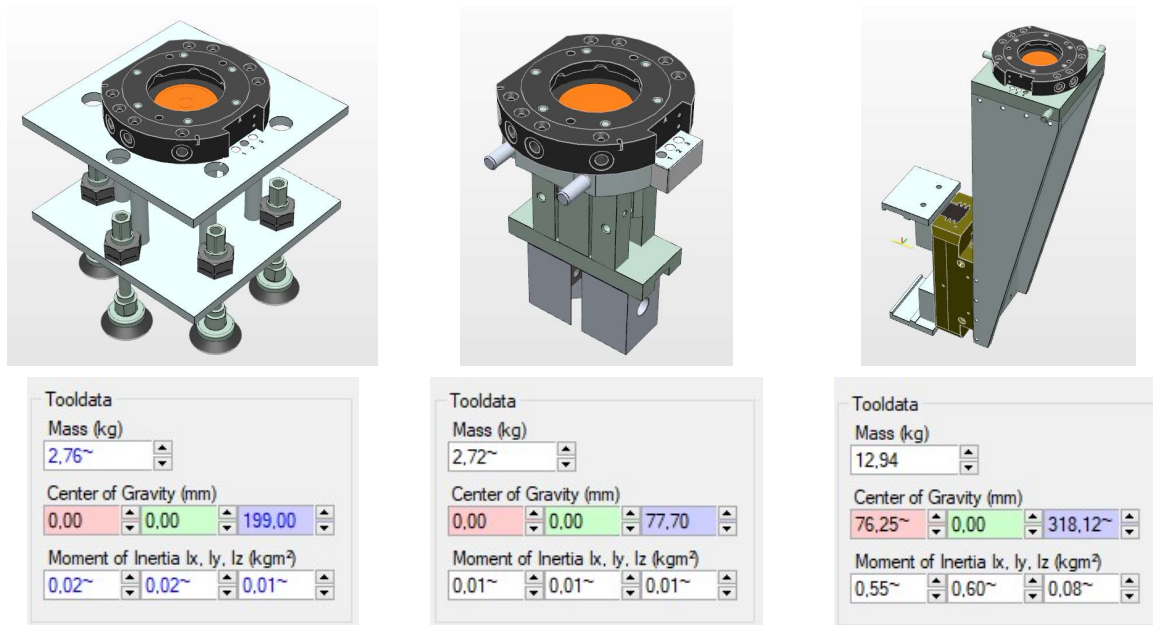 Tooldata
Mass (kg)
2,76~
Center of Gravity (mm)
0,00 0,00 199,00
Moment of Inertia Ix, Iy, Iz (kgm²)
0,02~ 0,02~ 0,01~
Tooldata
Mass (kg)
2,72~
Center of Gravity (mm)
0,00 0,00 77,70
Moment of Inertia Ix, Iy, Iz (kgm²)
0,01~ 0,01~ 0,01~
Tooldata
Mass (kg)
12,94
Center of Gravity (mm)
76,25~ 0,00 318,12~
Moment of Inertia Ix, Iy, Iz (kgm²)
0,55~ 0,60~ 0,08~